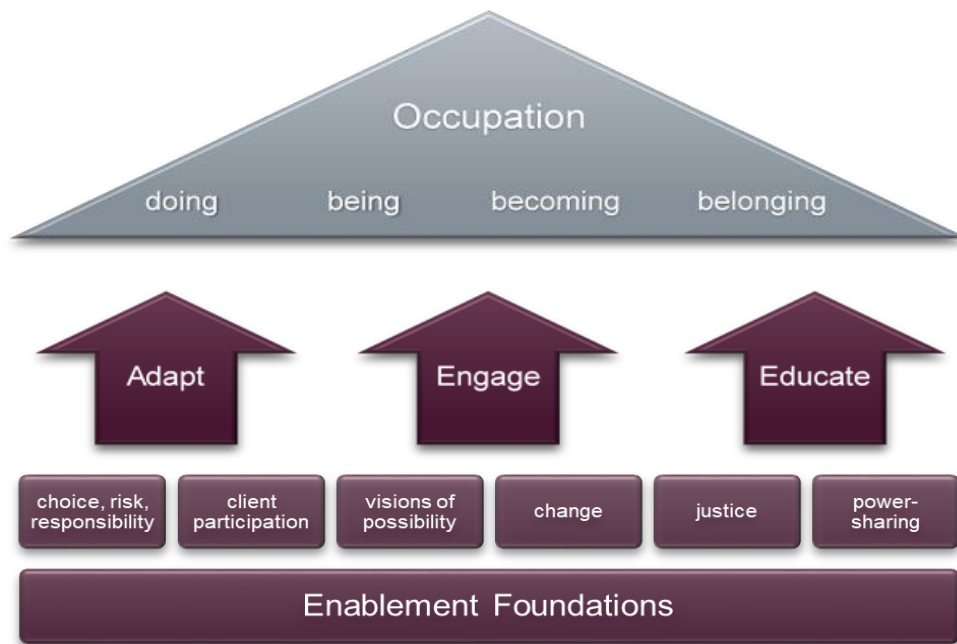 Occupation
doing being becoming belonging
Adapt Engage Educate
choice, risk, responsibility
client participation
visions of possibility
change
justice
power-sharing
Enablement Foundations